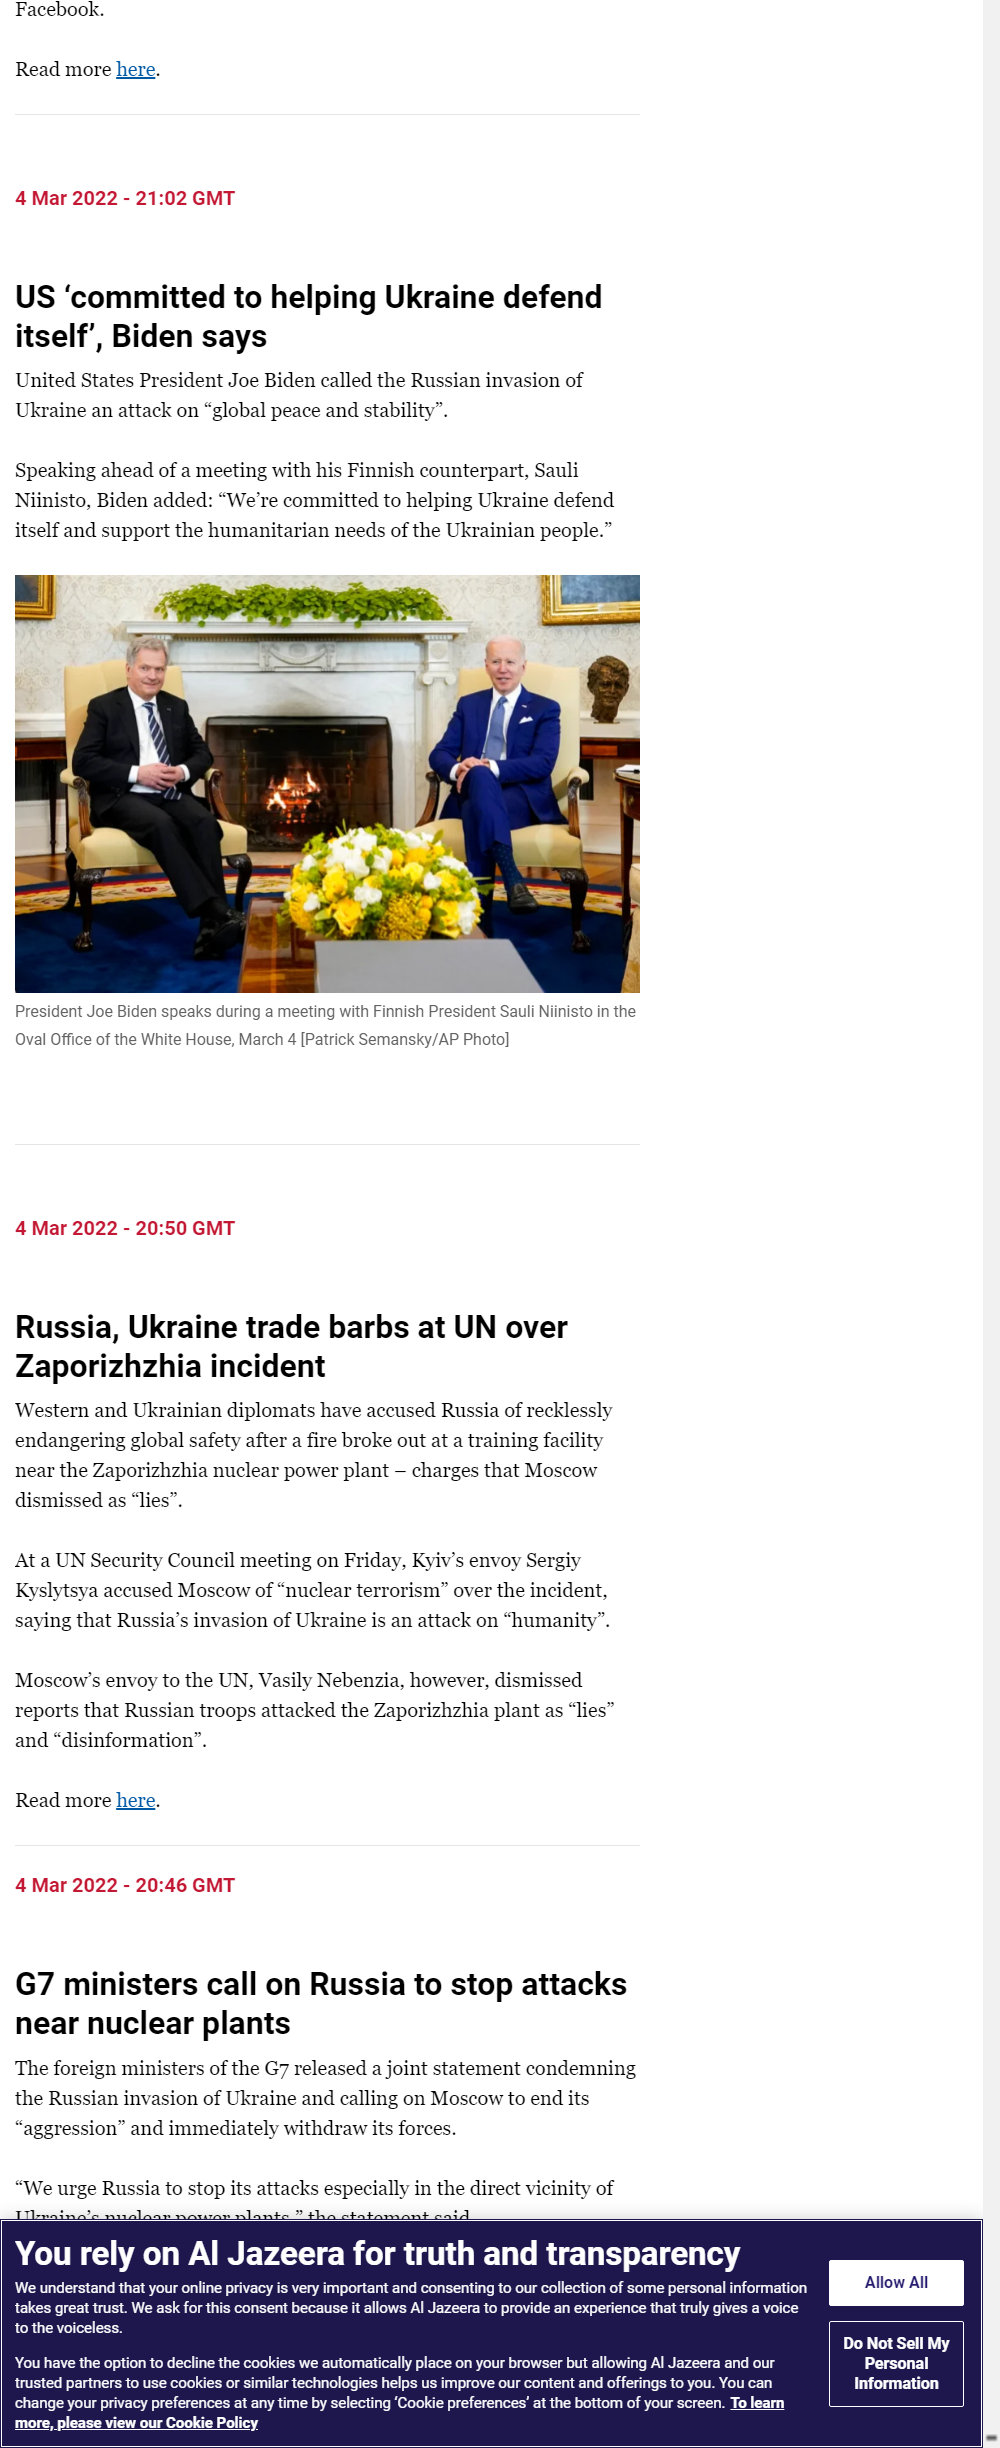 Facebook.
Read more here.
4 Mar 2022 - 21:02 GMT
US ‘committed to helping Ukraine defend
itself’, Biden says
United States President Joe Biden called the Russian invasion of
Ukraine an attack on “global peace and stability”.
Speaking ahead of a meeting with his Finnish counterpart, Sauli
Niinisto, Biden added: “We’re committed to helping Ukraine defend
itself and support the humanitarian needs of the Ukrainian people.”
President Joe Biden speaks during a meeting with Finnish President Sauli Niinisto in the
Oval Office of the White House, March 4 [Patrick Semansky/AP Photo]
4 Mar 2022 - 20:50 GMT
Russia, Ukraine trade barbs at UN over
Zaporizhzhia incident
Western and Ukrainian diplomats have accused Russia of recklessly
endangering global safety after a fire broke out at a training facility
near the Zaporizhzhia nuclear power plant – charges that Moscow
dismissed as “lies”.
At a UN Security Council meeting on Friday, Kyiv’s envoy Sergiy
Kyslytsya accused Moscow of “nuclear terrorism” over the incident,
saying that Russia’s invasion of Ukraine is an attack on “humanity”.
Moscow’s envoy to the UN, Vasily Nebenzia, however, dismissed
reports that Russian troops attacked the Zaporizhzhia plant as “lies”
and “disinformation”.
Read more here.
4 Mar 2022 - 20:46 GMT
G7 ministers call on Russia to stop attacks
near nuclear plants
The foreign ministers of the G7 released a joint statement condemning
the Russian invasion of Ukraine and calling on Moscow to end its
“aggression” and immediately withdraw its forces.
“We urge Russia to stop its attacks especially in the direct vicinity of
Ukraine’s nuclear power plants,” the statement said.
You rely on Al Jazeera for truth and transparency
We understand that your online privacy is very important and consenting to our collection of some personal information
takes great trust. We ask for this consent because it allows Al Jazeera to provide an experience that truly gives a voice
to the voiceless.
You have the option to decline the cookies we automatically place on your browser but allowing Al Jazeera and our
trusted partners to use cookies or similar technologies helps us improve our content and offerings to you. You can
change your privacy preferences at any time by selecting ‘Cookie preferences’ at the bottom of your screen. To learn
more, please view our Cookie Policy
Allow All
Do Not Sell My
Personal
Information